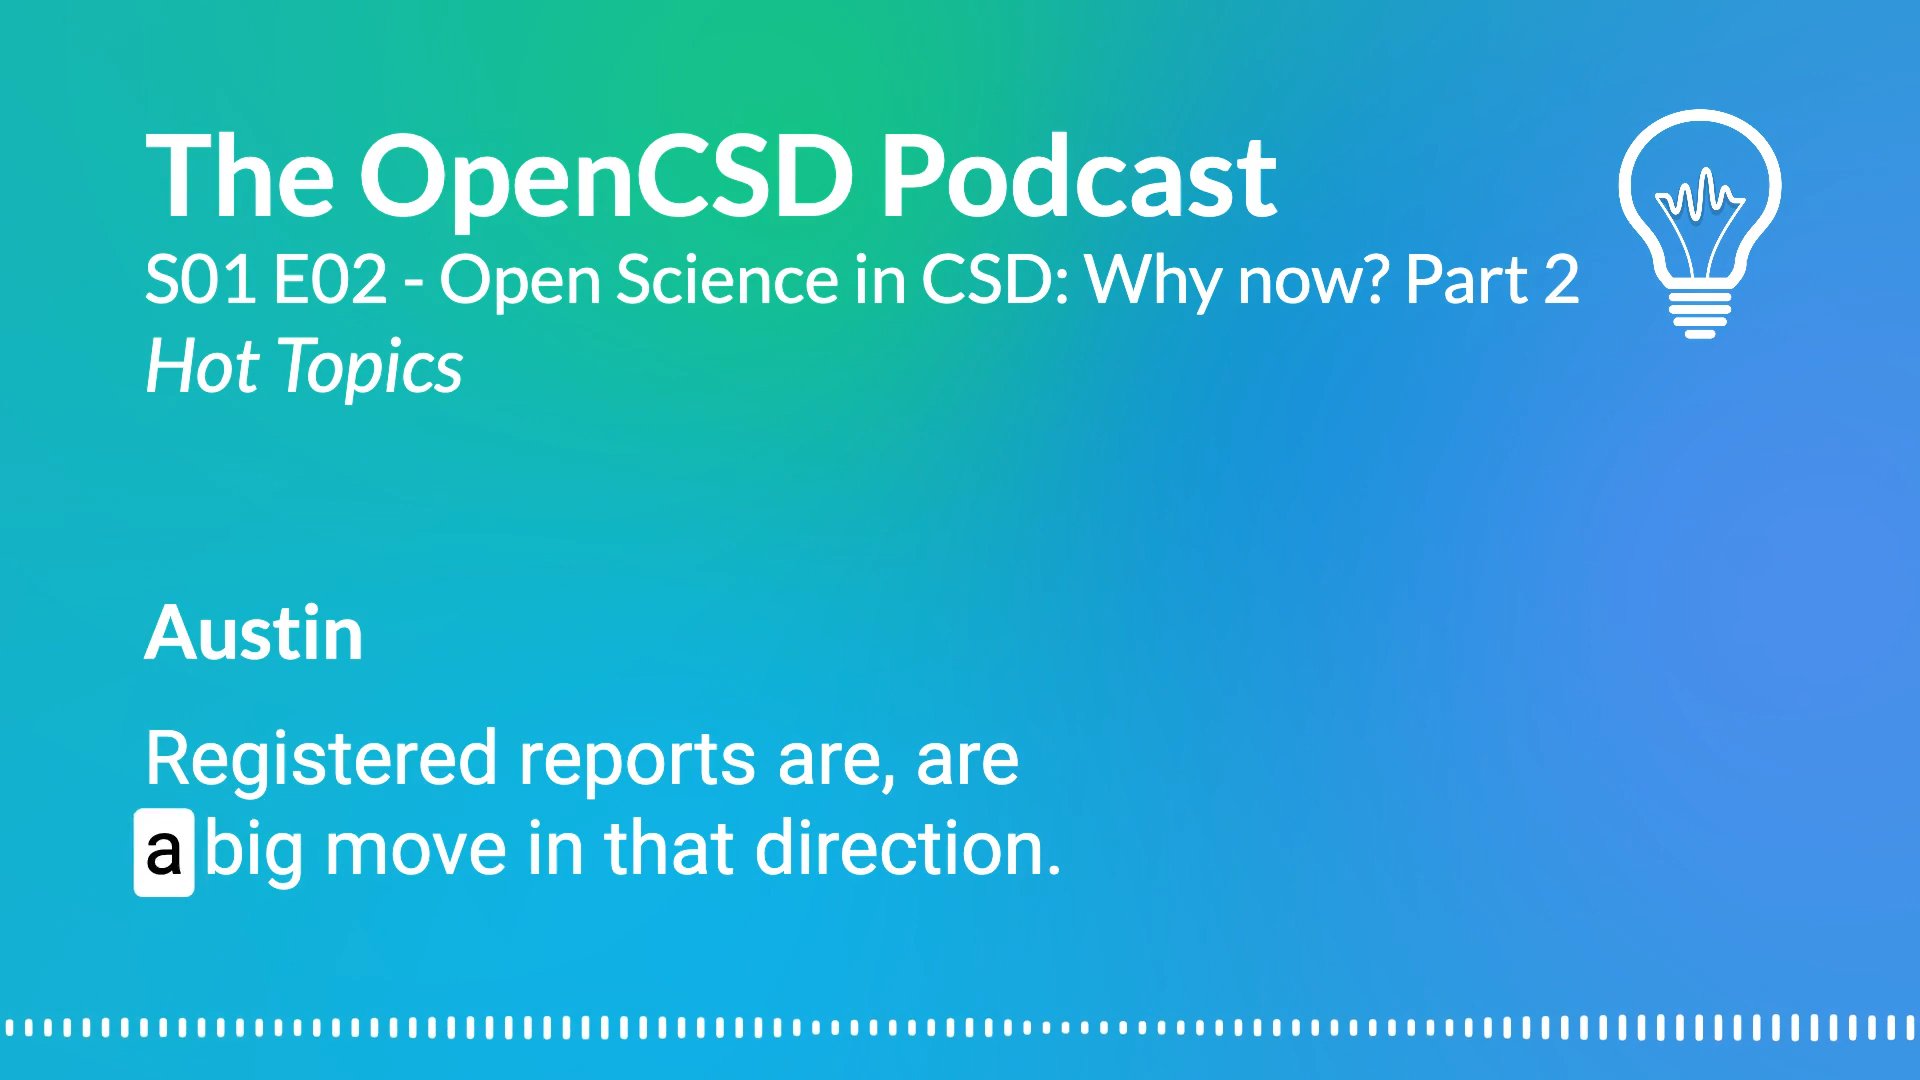 The OpenCSD Podcast
S01 E02 - Open Science in CSD: Why now? Part 2
Hot Topics
Austin
Registered reports are, are
a big move in that direction.